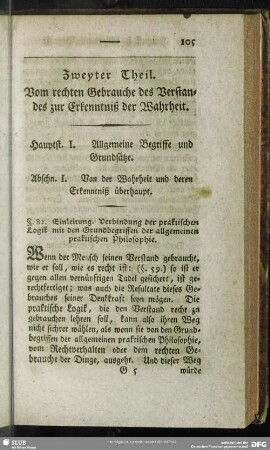 105
Zweyter Theil.
Vom rechten Gebrauche des Verstan-
des zur Erkenntniß der Wahrheit.
Hauptst. I. Allgemeine Begriffe und
Grundsätze.
Abschn. I. Von der Wahrheit und deren
Erkenntniß überhaupt.
Einleitung. Verbindung der praktischen
Logik mit den Grundbegriffen der allgemeinen
praktischen Philosophie.
Wenn der Mensch seinen Verstand gebraucht,
wie er soll, wie es recht ist: (§. 59.) so ist er
gegen allen vernünftigen Tadel gesichert, ist ge-
rechtfertiget; was auch die Resultate dieses Ge-
brauches seiner Denkkraft seyn mögen. Die
praktische Logik, die den Verstand recht zu
gebrauchen lehren soll, kann also ihren Weg
nicht sichrer wählen, als wenn sie von den Grund-
begriffen der allgemeinen praktischen Philosophie,
vom Rechtverhalten oder dem rechten Ge-
brauche der Dinge, ausgeht. Und dieser Weg
G 5 würde
SLUB
DFG